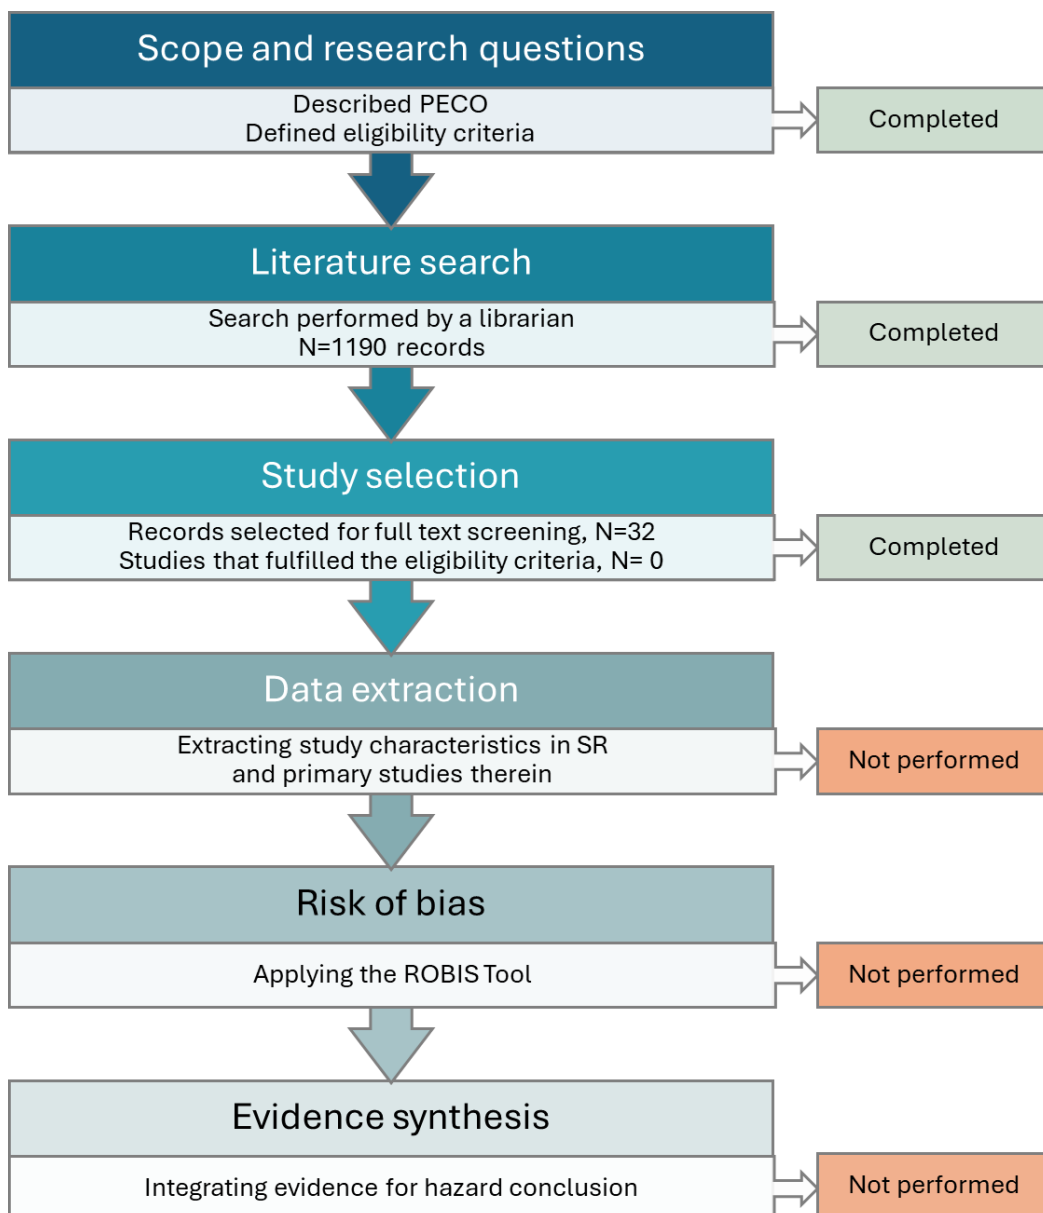 Scope and research questions
Described PECO
Defined eligibility criteria
Completed
Literature search
Search performed by a librarian
N=1190 records
Completed
Study selection
Records selected for full text screening, N=32
Studies that fulfilled the eligibility criteria, N= 0
Completed
Data extraction
Extracting study characteristics in SR
and primary studies therein
Not performed
Risk of bias
Applying the ROBIS Tool
Not performed
Evidence synthesis
Integrating evidence for hazard conclusion
Not performed